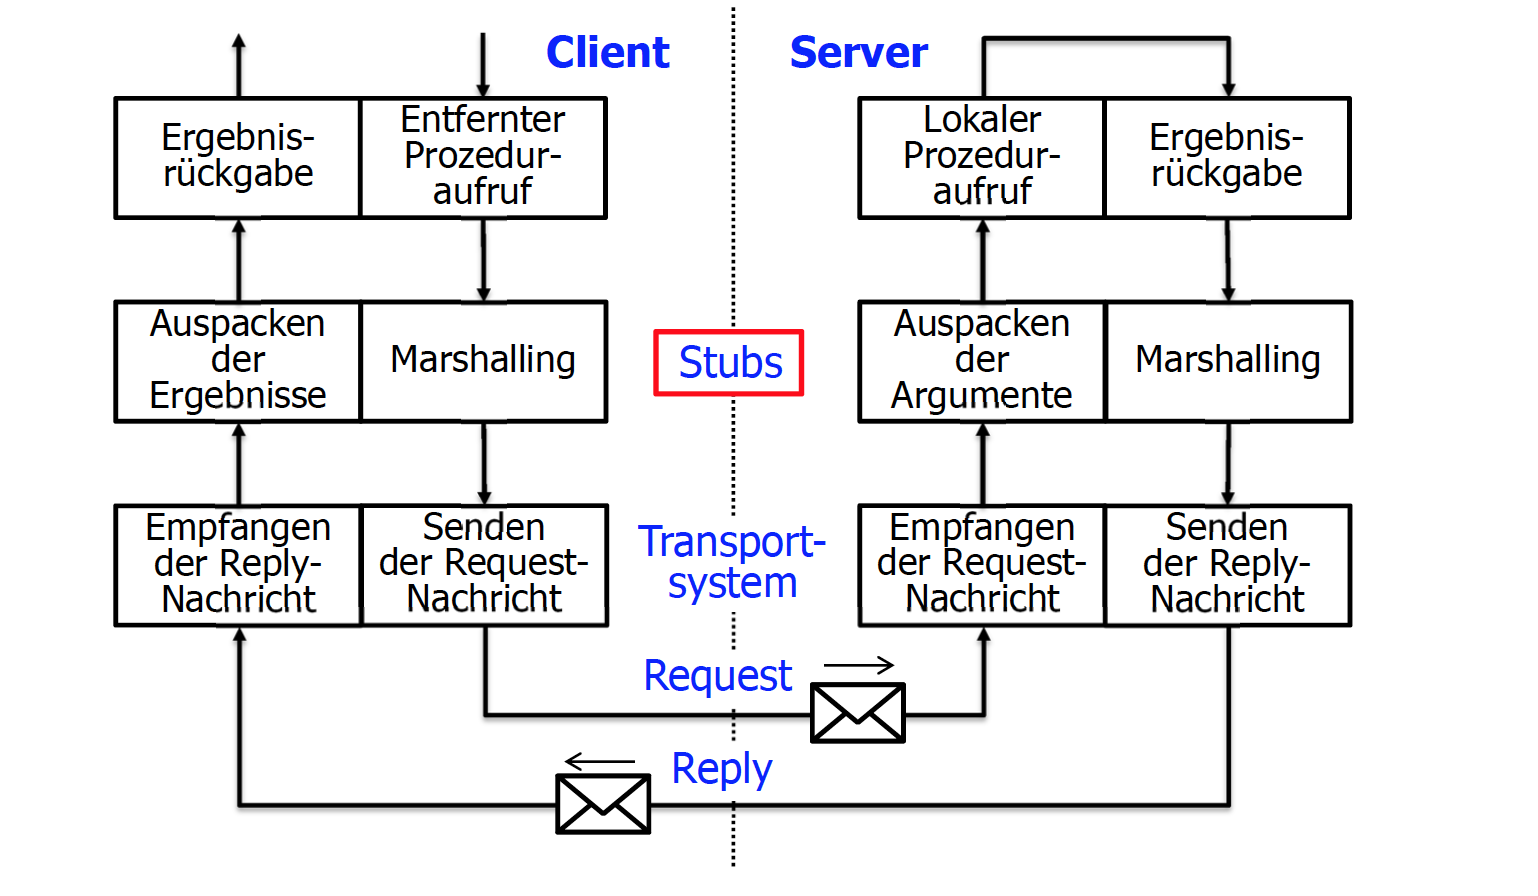 Client
Server
Ergebnis-
rückgabe
Entfernter
Prozedur-
aufruf
Lokaler
Prozedur-
aufruf
Ergebnis-
rückgabe
Auspacken
der
Ergebnisse
Marshalling
Stubs
Auspacken
der
Argumente
Marshalling
Empfangen
der Reply-
Nachricht
Senden
der Request-
Nachricht
Transport-
system
Empfangen
der Request-
Nachricht
Senden
der Reply-
Nachricht
Request
Reply